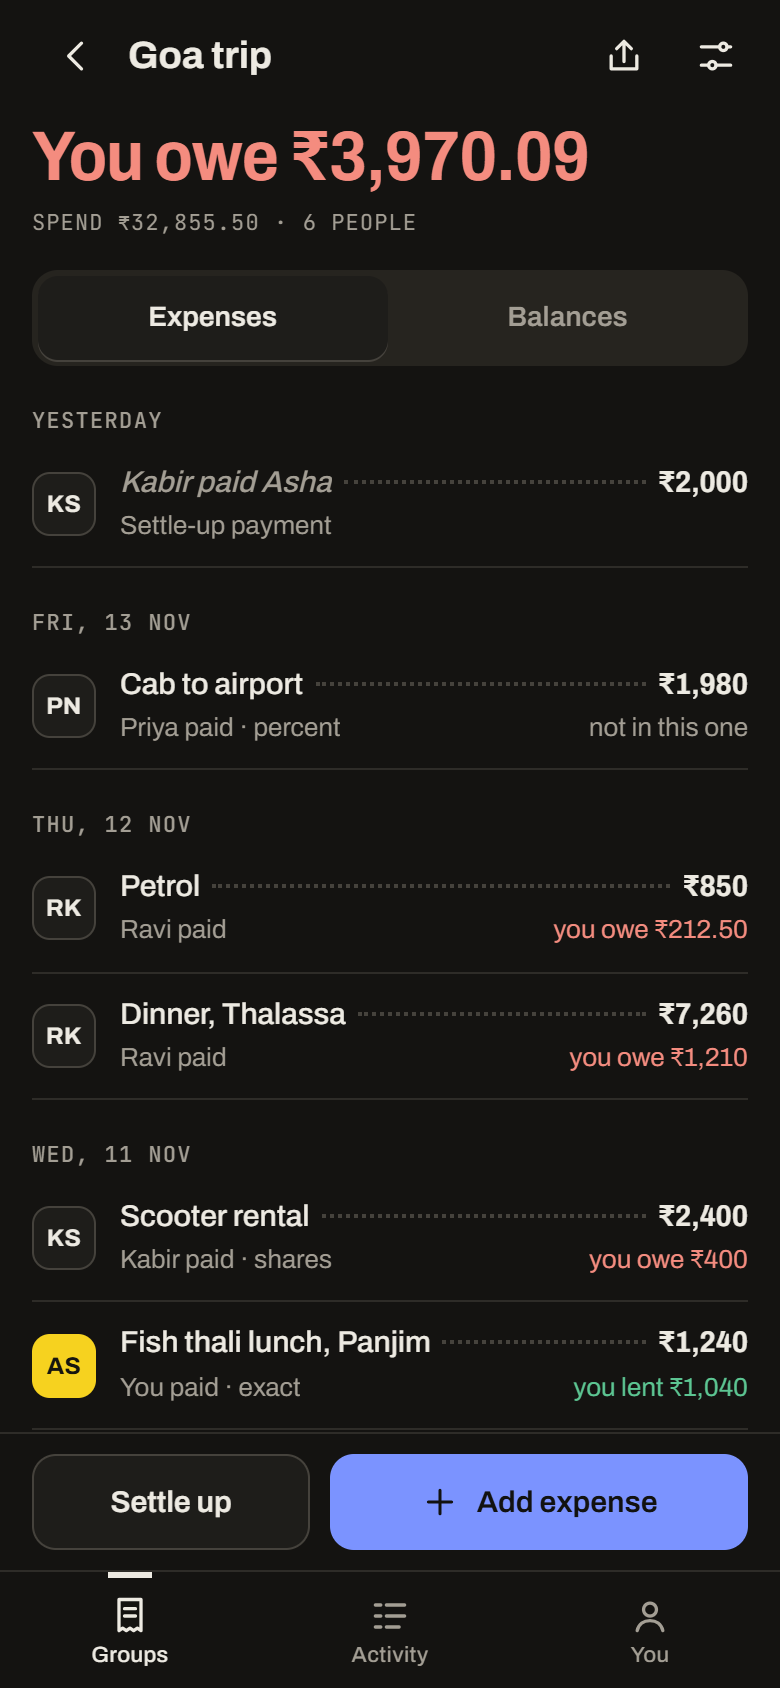 Goa trip
You owe ₹3,970.09
SPEND ₹32,855.50 · 6 PEOPLE
Expenses Balances
YESTERDAY
KS Kabir paid Asha ₹2,000
Settle-up payment
FRI, 13 NOV
PN Cab to airport ₹1,980
Priya paid · percent not in this one
THU, 12 NOV
RK Petrol ₹850
Ravi paid you owe ₹212.50
RK Dinner, Thalassa ₹7,260
Ravi paid you owe ₹1,210
WED, 11 NOV
KS Scooter rental ₹2,400
Kabir paid · shares you owe ₹400
AS Fish thali lunch, Panjim ₹1,240
You paid · exact you lent ₹1,040
Settle up + Add expense
Groups Activity You